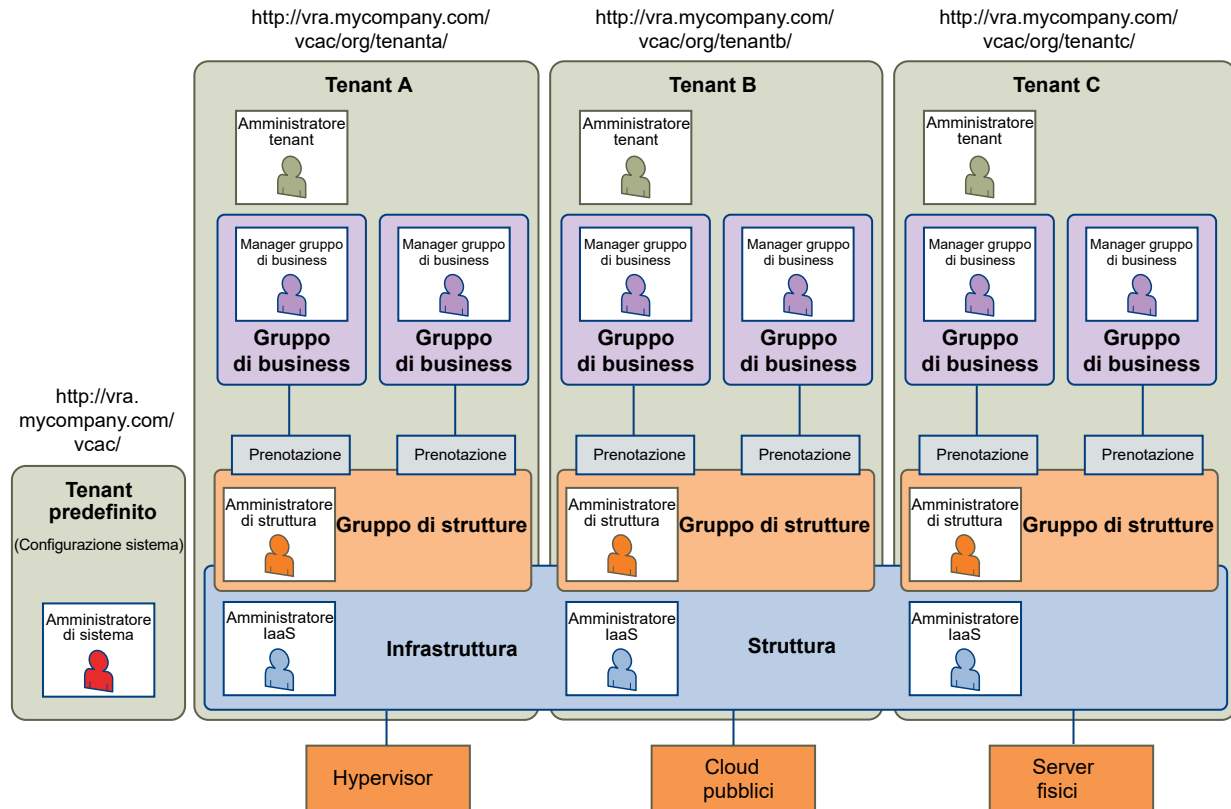 http://vra.mycompany.com/
vcac/org/tenanta/
http://vra.mycompany.com/
vcac/org/tenantb/
http://vra.mycompany.com/
vcac/org/tenantc/
Tenant A
Tenant B
Tenant C
Amministratore
tenant
Amministratore
tenant
Amministratore
tenant
Manager gruppo
di business
Gruppo
di business
Manager gruppo
di business
Gruppo
di business
Manager gruppo
di business
Gruppo
di business
Manager gruppo
di business
Gruppo
di business
Manager gruppo
di business
Gruppo
di business
Manager gruppo
di business
Gruppo
di business
http://vra.
mycompany.com/
vcac/
Prenotazione
Prenotazione
Prenotazione
Prenotazione
Prenotazione
Prenotazione
Tenant
predefinito
(Configurazione sistema)
Amministratore
di sistema
Amministratore
di struttura
Gruppo di strutture
Amministratore
di struttura
Gruppo di strutture
Amministratore
di struttura
Gruppo di strutture
Amministratore
IaaS
Infrastruttura
Amministratore
IaaS
Struttura
Amministratore
IaaS
Hypervisor
Cloud
pubblici
Server
fisici